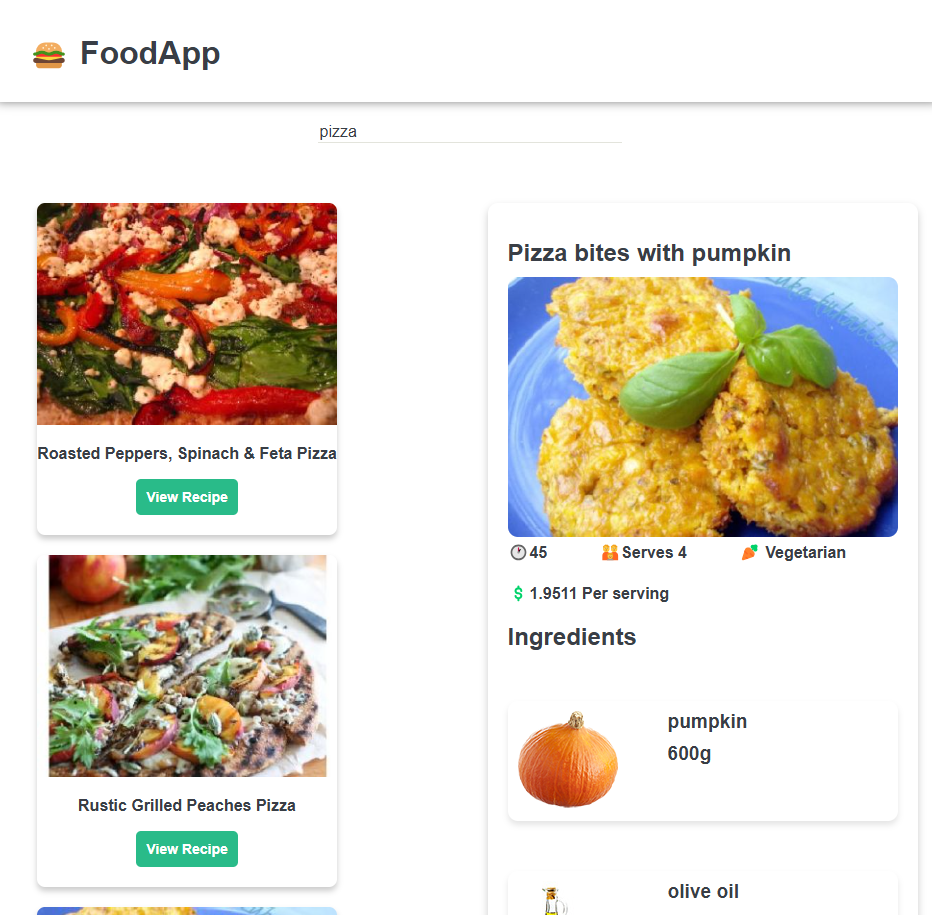 FoodApp
pizza
Roasted Peppers, Spinach & Feta Pizza
View Recipe
Rustic Grilled Peaches Pizza
View Recipe
Pizza bites with pumpkin
45
Serves 4
Vegetarian
$ 1.9511 Per serving
Ingredients
pumpkin
600g
olive oil